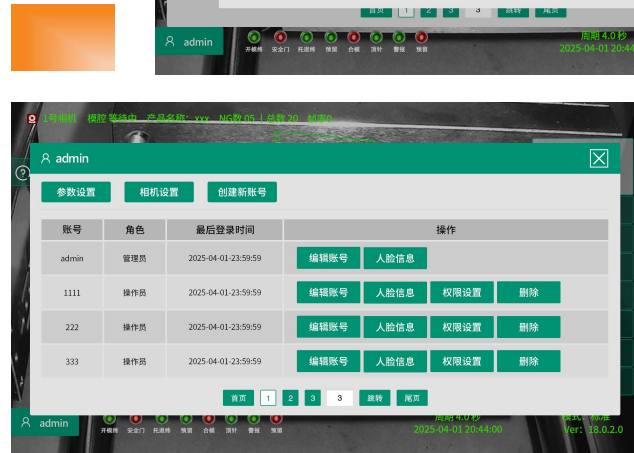 首页 1 2 3 3 跳转 尾页
admin 开模终 安全门 托退终 预留 合模 顶针 警报 预留 周期 4.0 秒
2025-04-01 20:44
1号相机 模腔 等待中 产品名称：xxx NG数 05 | 总数 20 帧率0
admin
参数设置 相机设置 创建新账号
账号 角色 最后登录时间 操作
admin 管理员 2025-04-01-23:59:59 编辑账号 人脸信息
1111 操作员 2025-04-01-23:59:59 编辑账号 人脸信息 权限设置 删除
222 操作员 2025-04-01-23:59:59 编辑账号 人脸信息 权限设置 删除
333 操作员 2025-04-01-23:59:59 编辑账号 人脸信息 权限设置 删除
首页 1 2 3 3 跳转 尾页
admin 开模终 安全门 托退终 预留 合模 顶针 警报 预留 周期 4.0 秒 模式：标准
2025-04-01 20:44:00 Ver：18.0.2.0